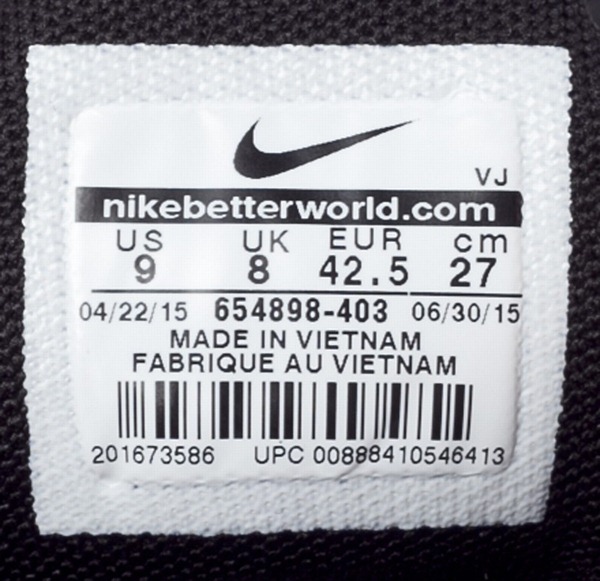 VJ
nikebetterworld.com
US UK EUR cm
9 8 42.5 27
04/22/15 654898-403 06/30/15
MADE IN VIETNAM
FABRIQUE AU VIETNAM
201673586 UPC 00888410546413